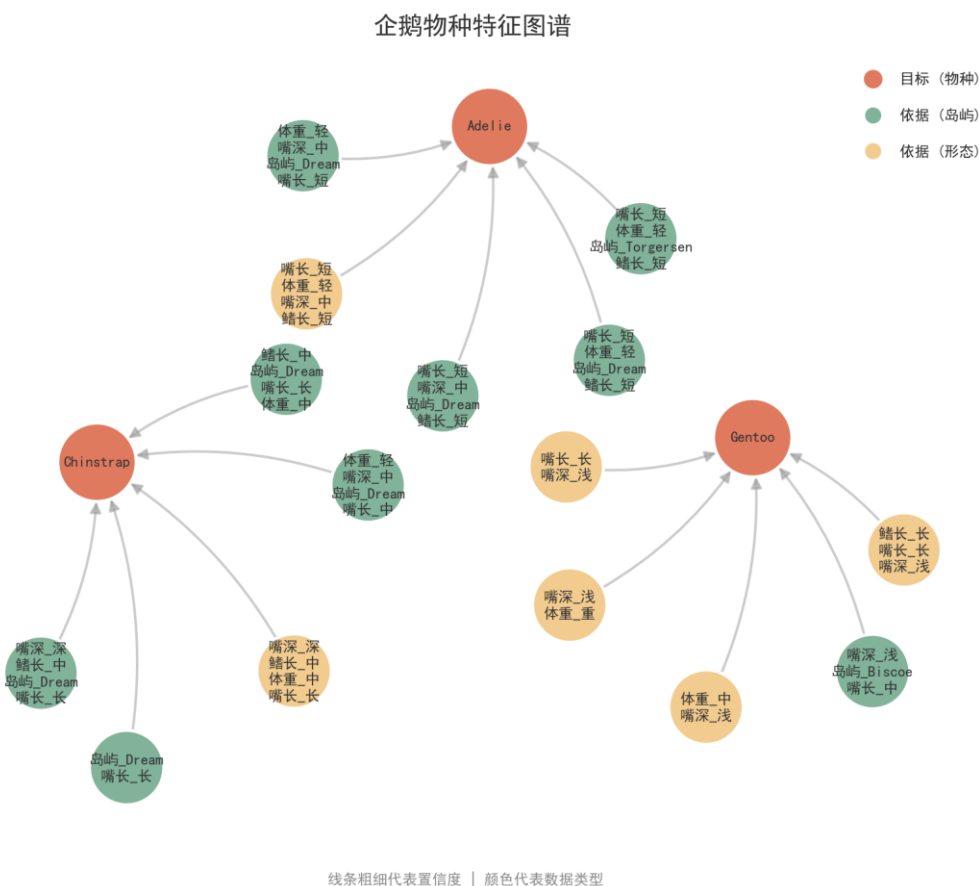 企鹅物种特征图谱
目标 (物种)
依据 (岛屿)
依据 (形态)
Adelie
体重_轻
嘴深_中
岛屿_Dream
嘴长_短
嘴长_短
体重_轻
岛屿_Torgersen
鳍长_短
嘴长_短
体重_轻
嘴深_中
鳍长_短
嘴长_短
体重_轻
岛屿_Dream
鳍长_短
鳍长_中
岛屿_Dream
嘴长_长
体重_中
嘴长_短
嘴深_中
岛屿_Dream
鳍长_短
Gentoo
Chinstrap
嘴长_长
嘴深_浅
体重_轻
嘴深_中
岛屿_Dream
嘴长_中
鳍长_长
嘴长_长
嘴深_浅
嘴深_浅
体重_重
嘴深_深
鳍长_中
岛屿_Dream
嘴长_长
嘴深_深
鳍长_中
体重_中
嘴长_长
嘴深_浅
岛屿_Biscoe
嘴长_中
体重_中
嘴深_浅
岛屿_Dream
嘴长_长
线条粗细代表置信度 | 颜色代表数据类型